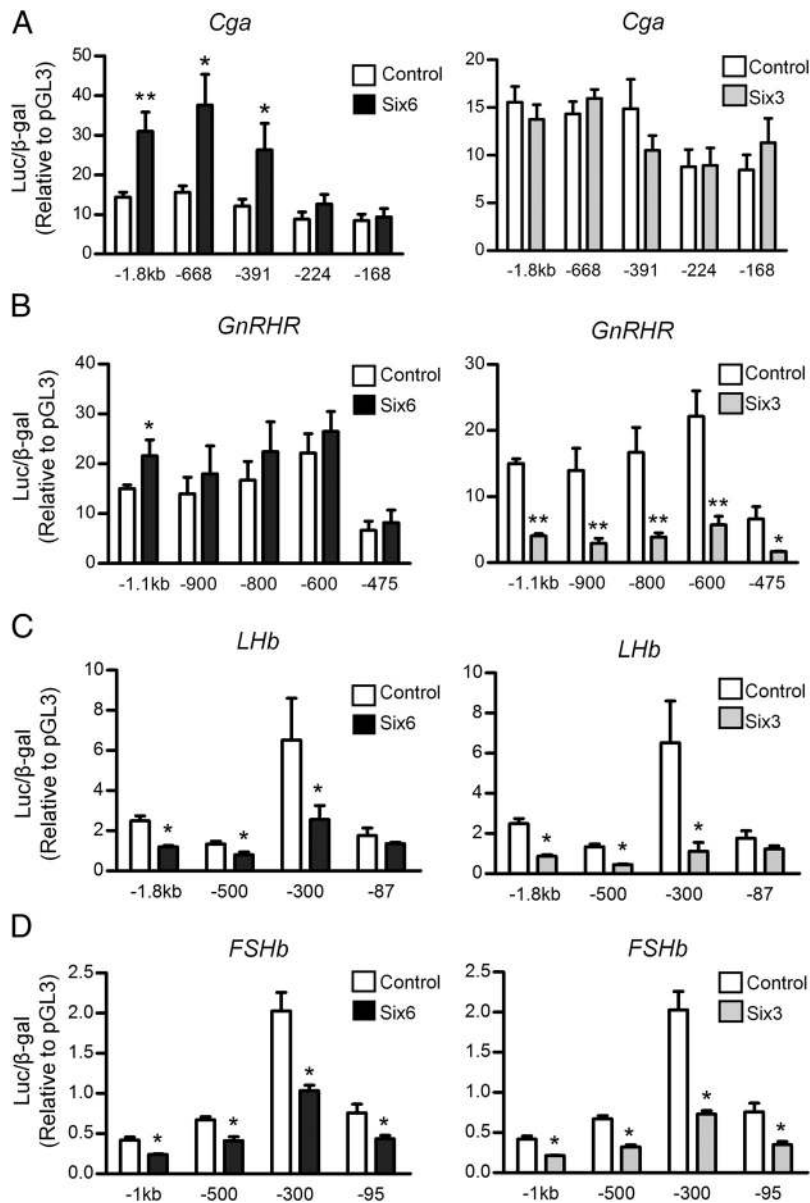 A
Cga
Luc/β-gal
(Relative to pGL3)
50
40
30
20
10
0
** * *
Control
Six6
-1.8kb -668 -391 -224 -168
Cga
20
15
10
5
0
Control
Six3
-1.8kb -668 -391 -224 -168
B
GnRHR
Luc/β-gal
(Relative to pGL3)
40
30
20
10
0
*
Control
Six6
-1.1kb -900 -800 -600 -475
GnRHR
30
20
10
0
** ** ** ** *
Control
Six3
-1.1kb -900 -800 -600 -475
C
LHb
Luc/β-gal
(Relative to pGL3)
10
8
6
4
2
0
* * *
Control
Six6
-1.8kb -500 -300 -87
LHb
10
8
6
4
2
0
* * *
Control
Six3
-1.8kb -500 -300 -87
D
FSHb
Luc/β-gal
(Relative to pGL3)
2.5
2.0
1.5
1.0
0.5
0.0
* * * *
Control
Six6
-1kb -500 -300 -95
FSHb
2.5
2.0
1.5
1.0
0.5
0.0
* * * *
Control
Six3
-1kb -500 -300 -95